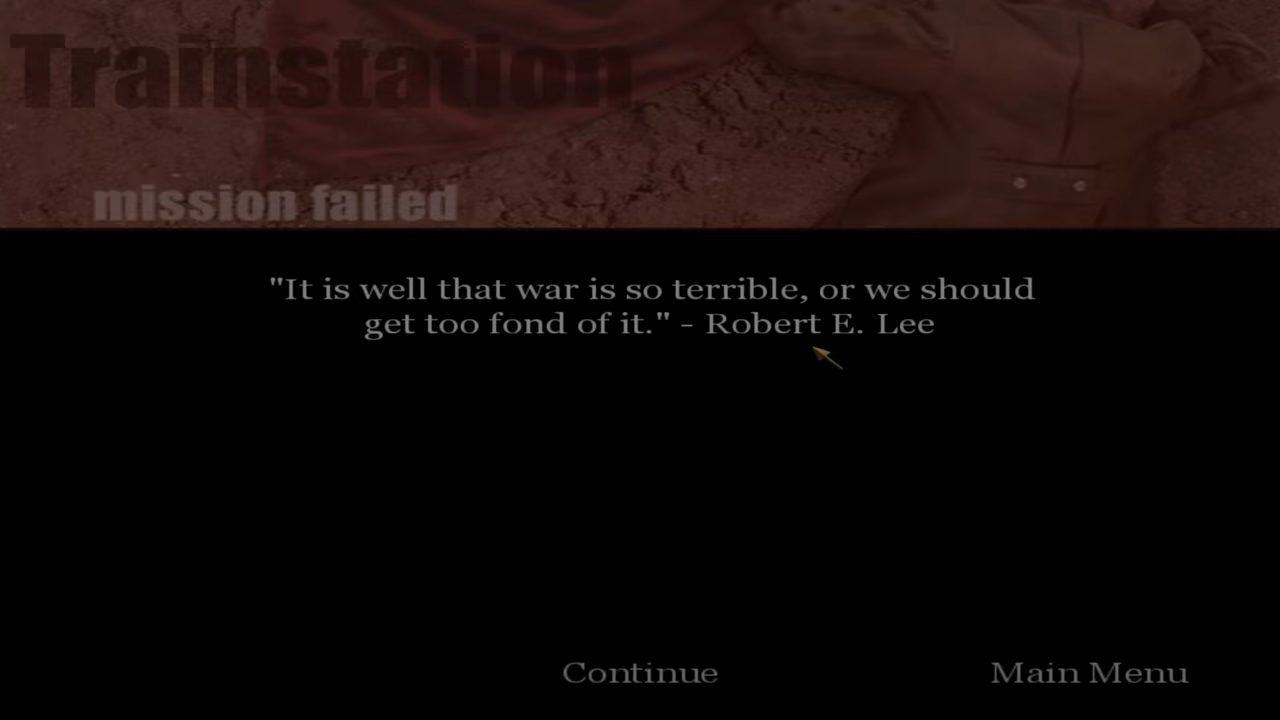 Trainstation
mission failed
"It is well that war is so terrible, or we should
get too fond of it." - Robert E. Lee
Continue
Main Menu